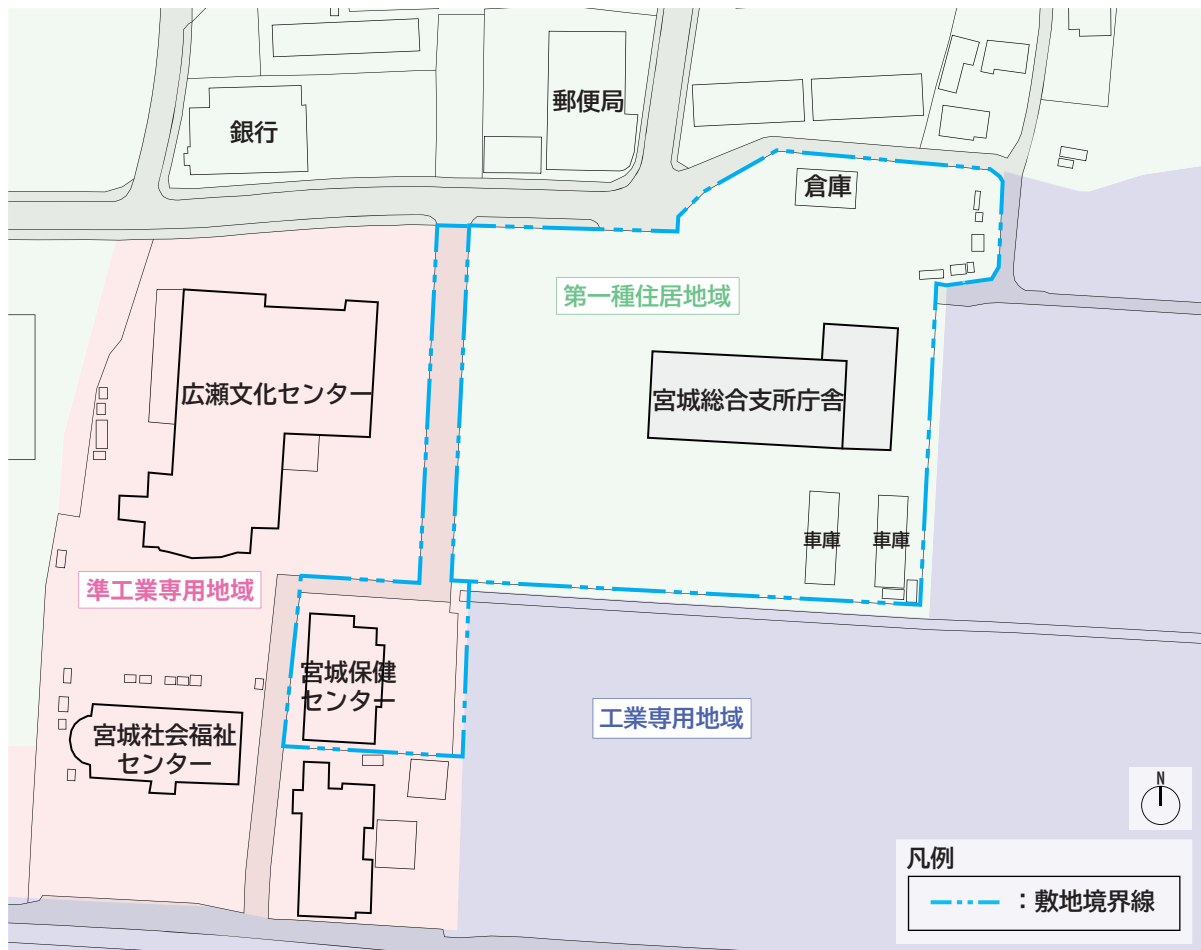 郵便局
銀行
倉庫
第一種住居地域
広瀬文化センター
宮城総合支所庁舎
車庫
車庫
準工業専用地域
宮城保健
センター
工業専用地域
宮城社会福祉
センター
N
凡例
：敷地境界線